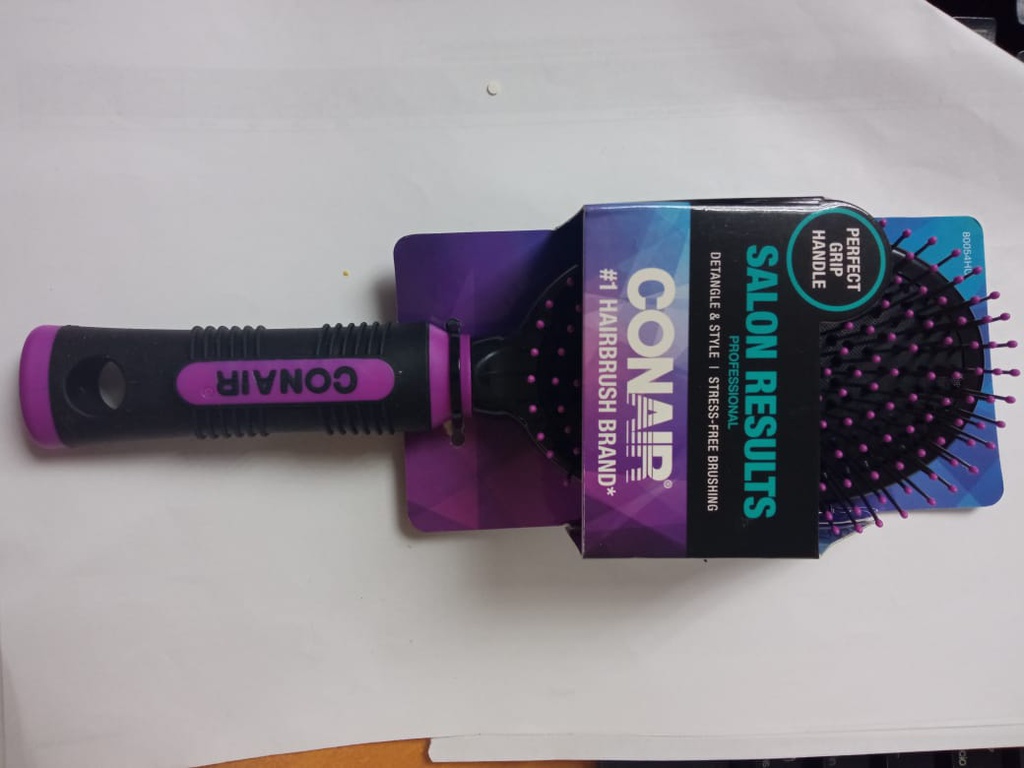 PERFECT
GRIP
HANDLE
SALON RESULTS
PROFESSIONAL
DETANGLE & STYLE | STRESS-FREE BRUSHING
CONAIR®
#1 HAIRBRUSH BRAND*
CONAIR